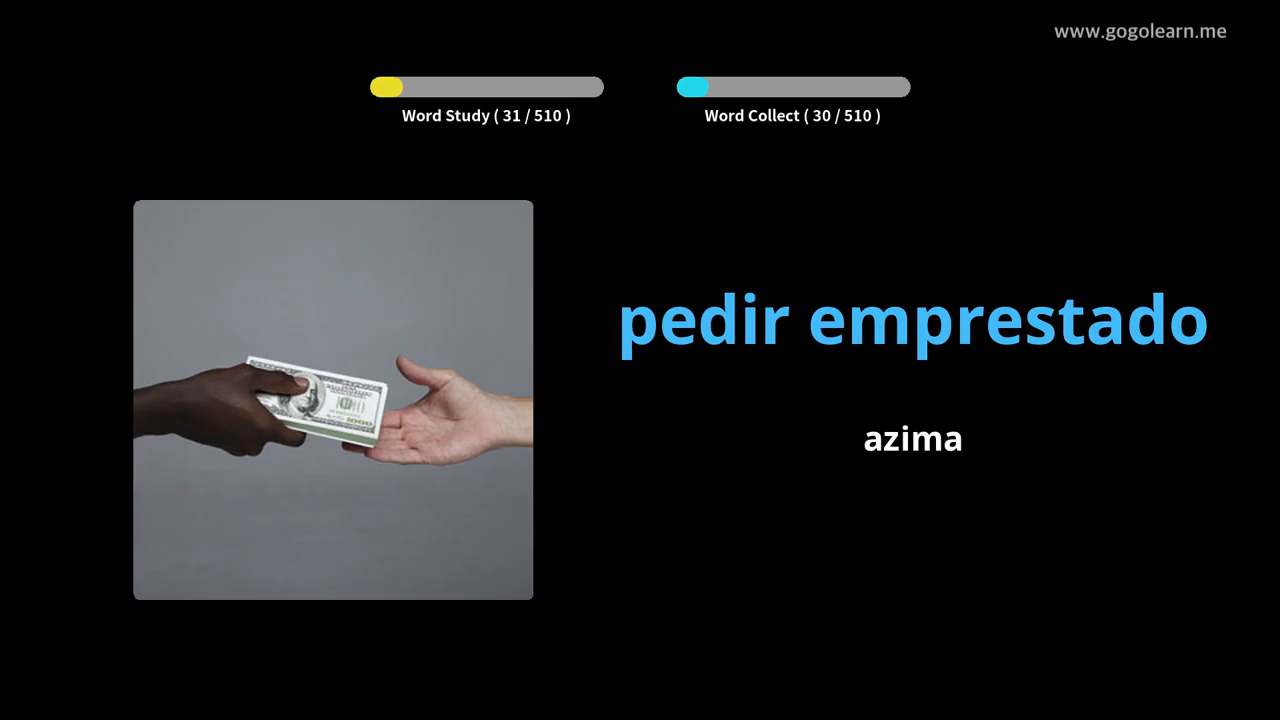 www.gogolearn.me
Word Study ( 31 / 510 )
Word Collect ( 30 / 510 )
pedir emprestado
azima